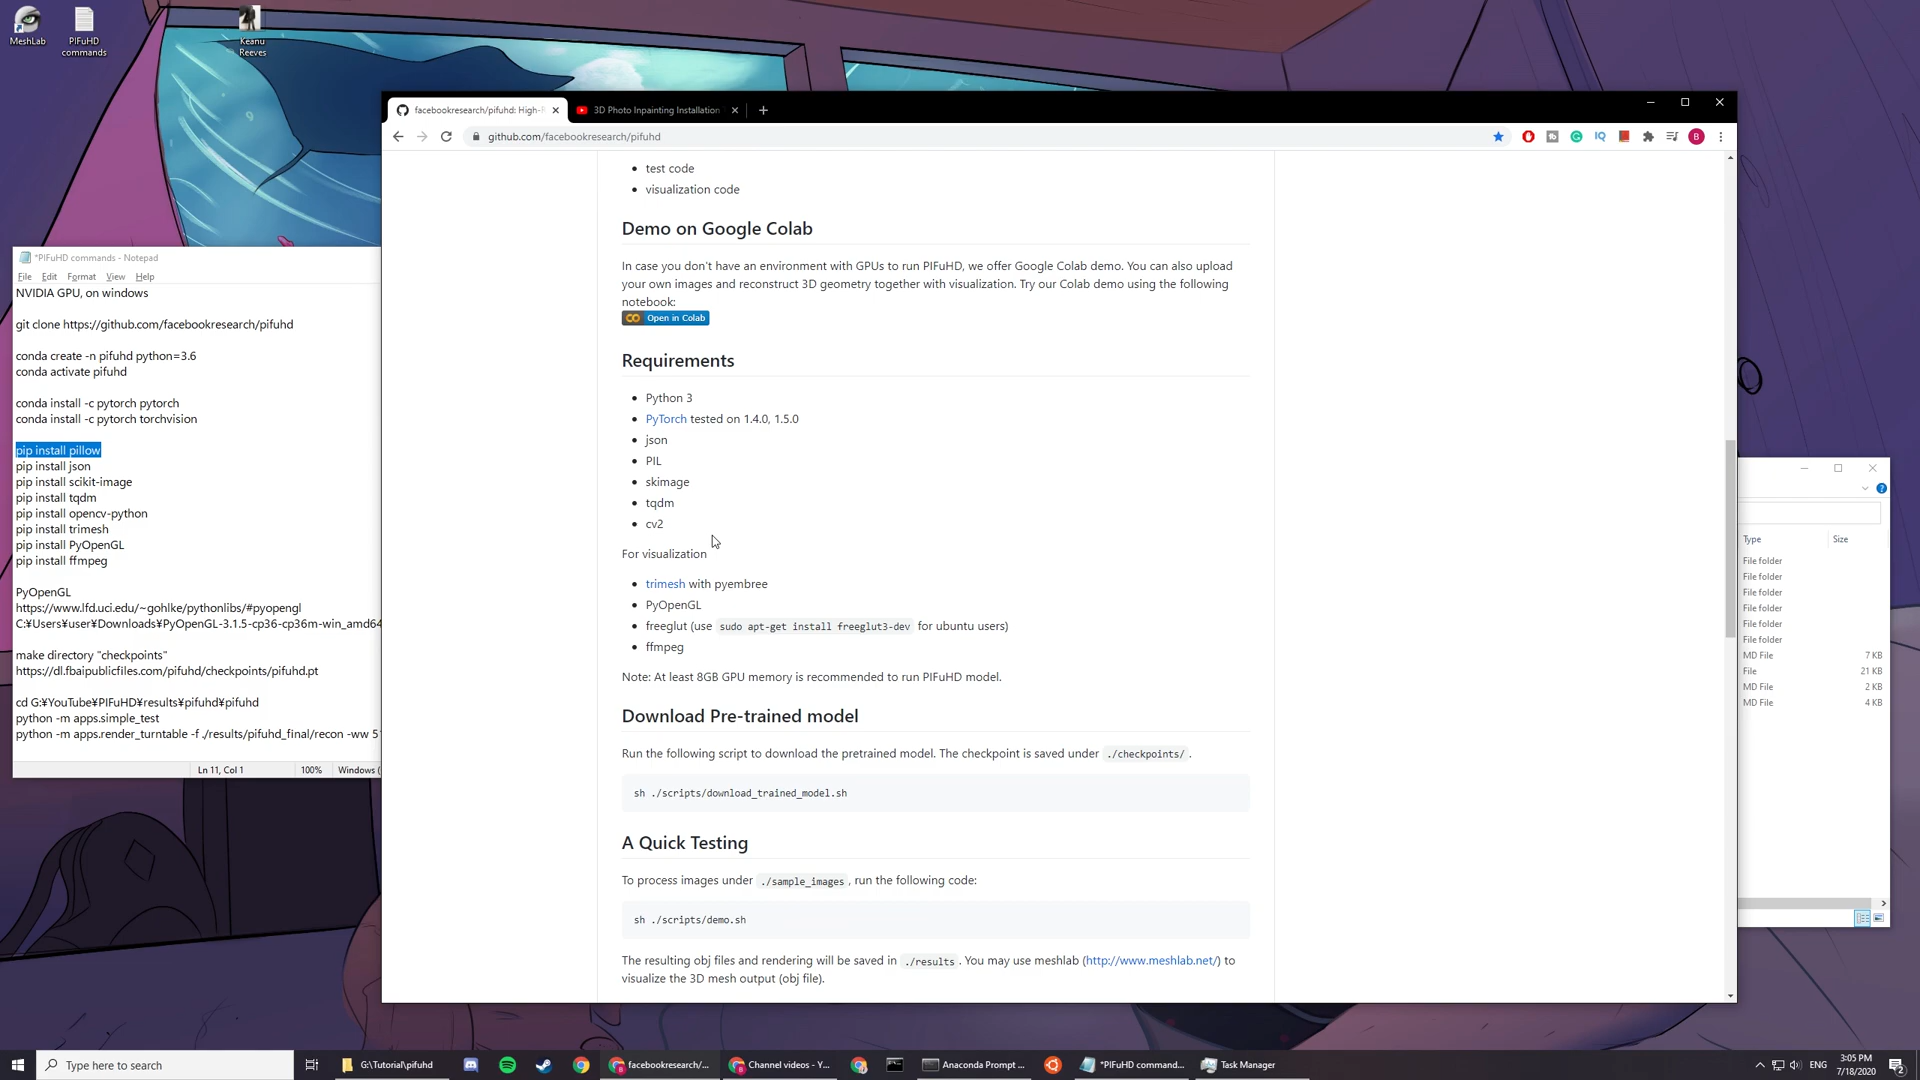 MeshLab
PIFuHD
commands
Keanu
Reeves
*PIFuHD commands - Notepad
File Edit Format View Help
NVIDIA GPU, on windows
git clone https://github.com/facebookresearch/pifuhd
conda create -n pifuhd python=3.6
conda activate pifuhd
conda install -c pytorch pytorch
conda install -c pytorch torchvision
pip install pillow
pip install json
pip install scikit-image
pip install tqdm
pip install opencv-python
pip install trimesh
pip install PyOpenGL
pip install ffmpeg
PyOpenGL
https://www.lfd.uci.edu/~gohlke/pythonlibs/#pyopengl
C:¥Users¥user¥Downloads¥PyOpenGL-3.1.5-cp36-cp36m-win_amd64
make directory "checkpoints"
https://dl.fbaipublicfiles.com/pifuhd/checkpoints/pifuhd.pt
cd G:¥YouTube¥PIFuHD¥results¥pifuhd¥pifuhd
python -m apps.simple_test
python -m apps.render_turntable -f ./results/pifuhd_final/recon -ww 5
Ln 11, Col 1 100% Windows (
facebookresearch/pifuhd: High-R
3D Photo Inpainting Installation
github.com/facebookresearch/pifuhd
IQ
B
• test code
• visualization code
Demo on Google Colab
In case you don't have an environment with GPUs to run PIFuHD, we offer Google Colab demo. You can also upload
your own images and reconstruct 3D geometry together with visualization. Try our Colab demo using the following
notebook:
Open in Colab
Requirements
• Python 3
• PyTorch tested on 1.4.0, 1.5.0
• json
• PIL
• skimage
• tqdm
• cv2
For visualization
• trimesh with pyembree
• PyOpenGL
• freeglut (use sudo apt-get install freeglut3-dev for ubuntu users)
• ffmpeg
Note: At least 8GB GPU memory is recommended to run PIFuHD model.
Download Pre-trained model
Run the following script to download the pretrained model. The checkpoint is saved under ./checkpoints/ .
sh ./scripts/download_trained_model.sh
A Quick Testing
To process images under ./sample_images , run the following code:
sh ./scripts/demo.sh
The resulting obj files and rendering will be saved in ./results . You may use meshlab (http://www.meshlab.net/) to
visualize the 3D mesh output (obj file).
Type Size
File folder
File folder
File folder
File folder
File folder
File folder
MD File 7 KB
File 21 KB
MD File 2 KB
MD File 4 KB
Type here to search
G:\Tutorial\pifuhd
facebookresearch/...
Channel videos - Y...
Anaconda Prompt ...
*PIFuHD command...
Task Manager
ENG
3:05 PM
7/18/2020
2